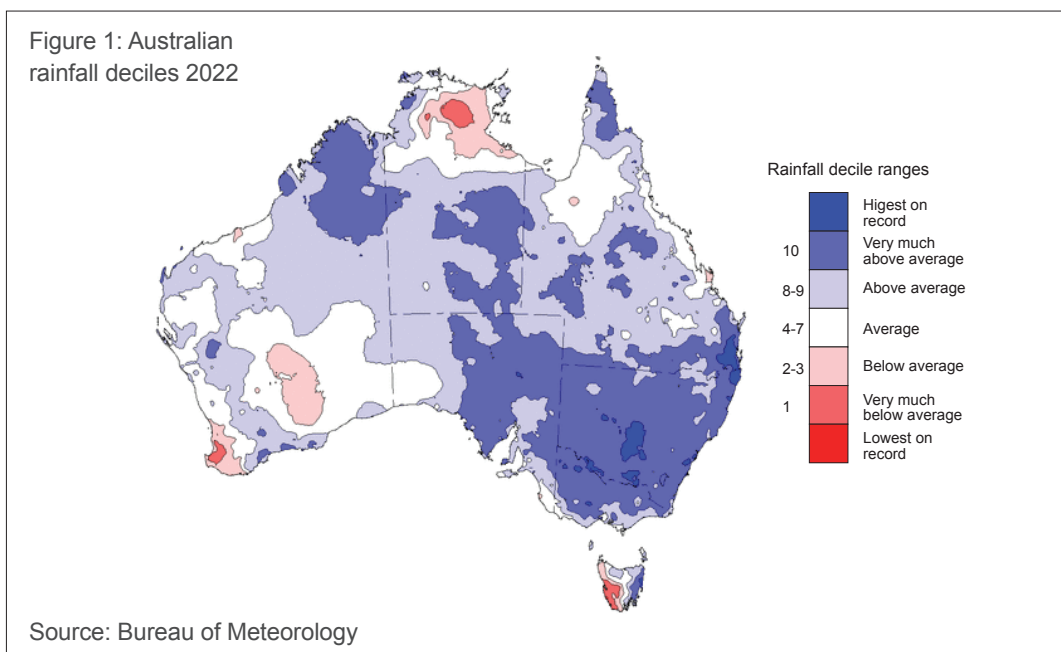 Figure 1: Australian
rainfall deciles 2022
Rainfall decile ranges
Higest on
record
10
Very much
above average
8-9
Above average
4-7
Average
2-3
Below average
1
Very much
below average
Lowest on
record
Source: Bureau of Meteorology